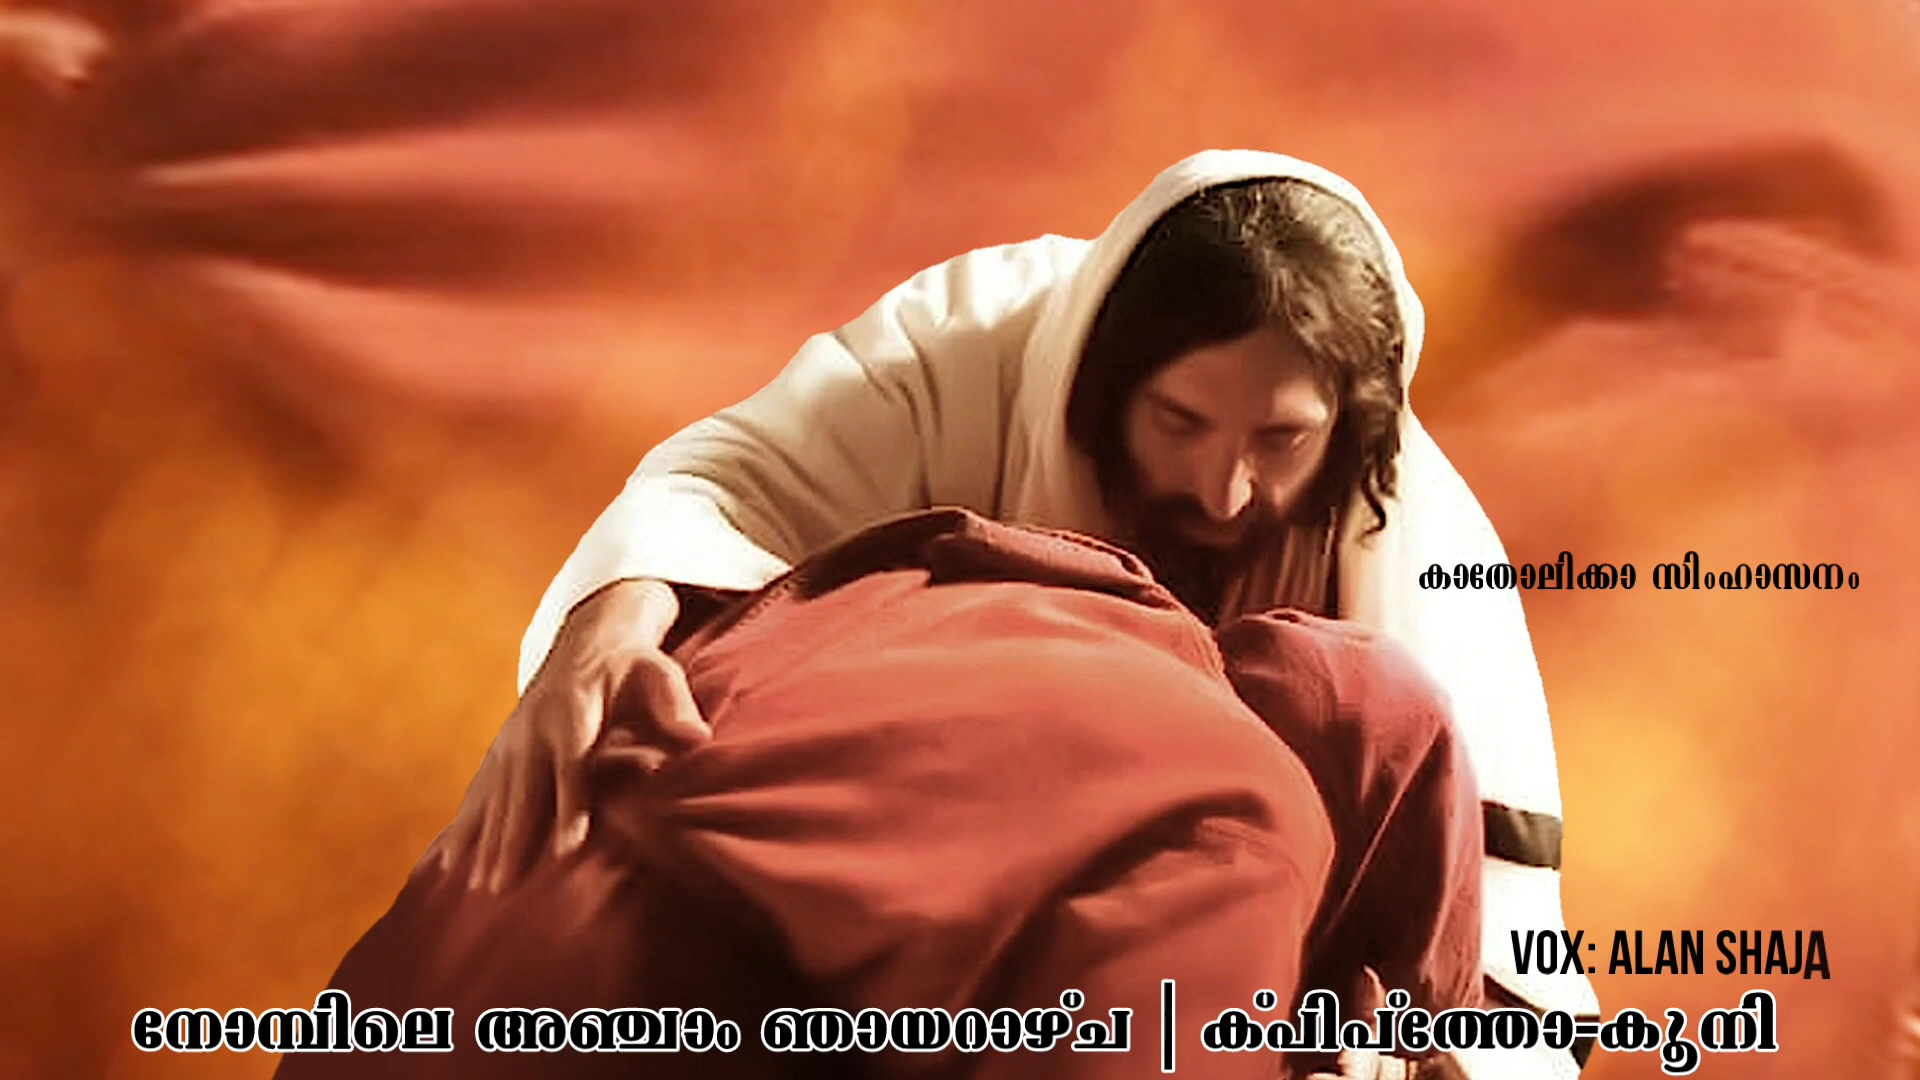 കാതോലിക്കാ സിംഹാസനം
VOX: ALAN SHAJA
നോമ്പിലെ അഞ്ചാം ഞായറാഴ്ച | ക്പിപ്ത്തോ=കൂനി